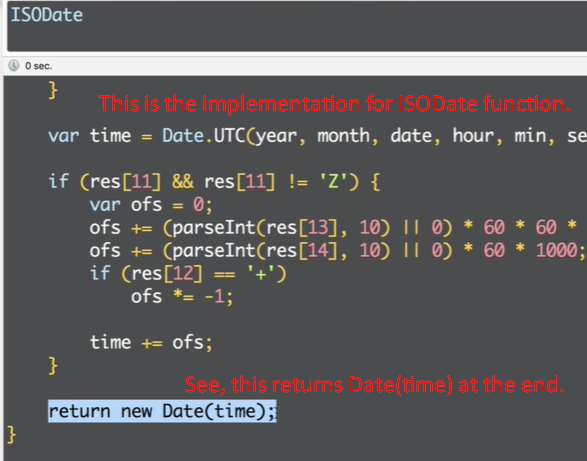 ISODate
0 sec.
}
This is the implementation for ISODate function.
var time = Date.UTC(year, month, date, hour, min, se
if (res[11] && res[11] != 'Z') {
var ofs = 0;
ofs += (parseInt(res[13], 10) || 0) * 60 * 60 *
ofs += (parseInt(res[14], 10) || 0) * 60 * 1000;
if (res[12] == '+')
ofs *= -1;
time += ofs;
}
See, this returns Date(time) at the end.
return new Date(time);
}